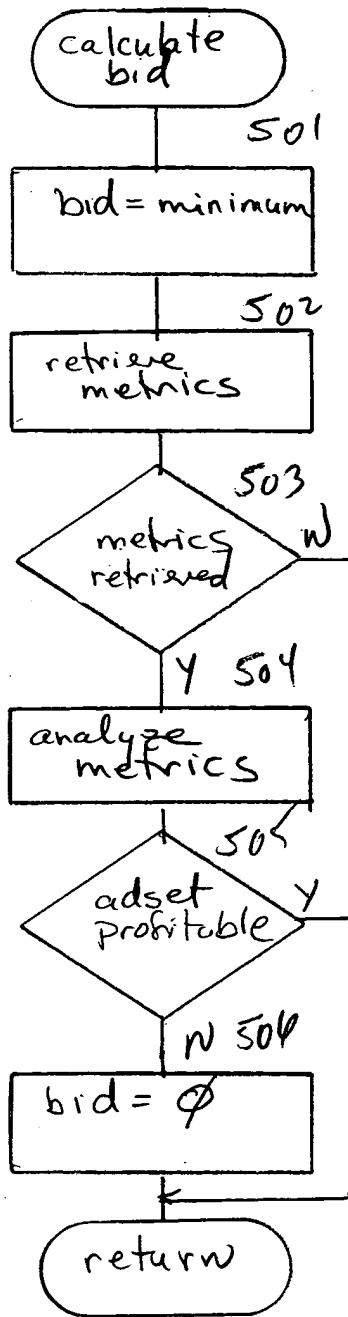 calculate
bid
501
bid = minimum
502
retrieve
metrics
503
metrics
retrieved
N
Y 504
analyze
metrics
505
adset
profitable
Y
N 506
bid = Ø
return